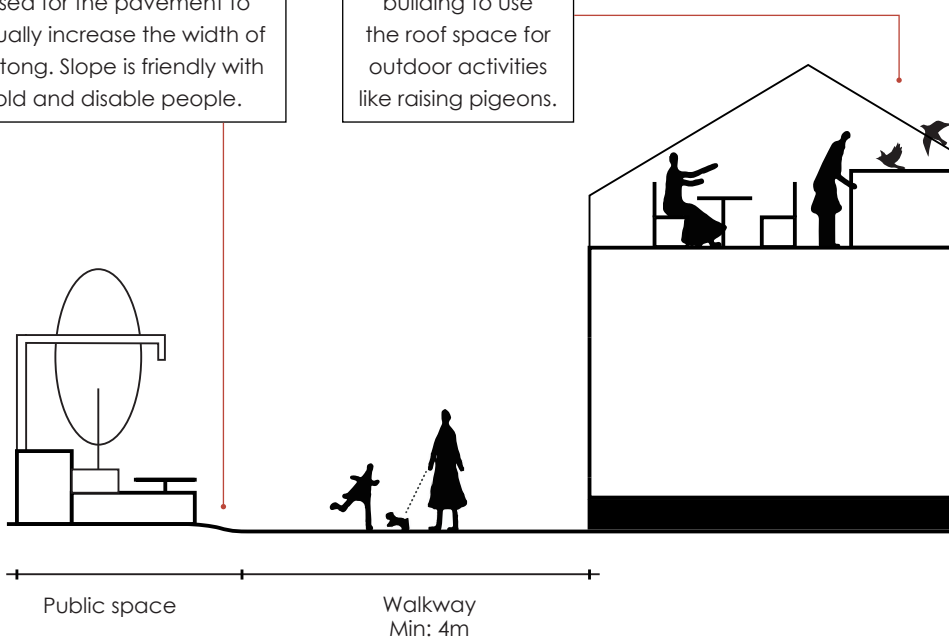 sed for the pavement to
ually increase the width of
tong. Slope is friendly with
old and disable people.
building to use
the roof space for
outdoor activities
like raising pigeons.
Public space
Walkway
Min: 4m